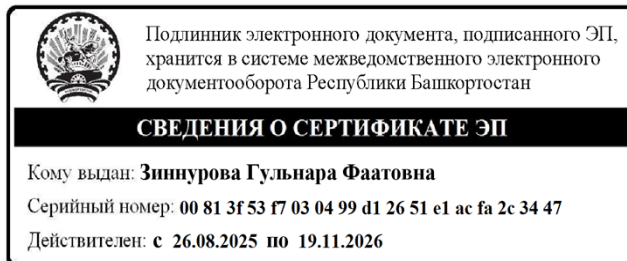 Подлинник электронного документа, подписанного ЭП,
хранится в системе межведомственного электронного
документооборота Республики Башкортостан
СВЕДЕНИЯ О СЕРТИФИКАТЕ ЭП
Кому выдан: Зиннурова Гульнара Фаатовна
Серийный номер: 00 81 3f 53 f7 03 04 99 d1 26 51 e1 ac fa 2c 34 47
Действителен: с 26.08.2025 по 19.11.2026